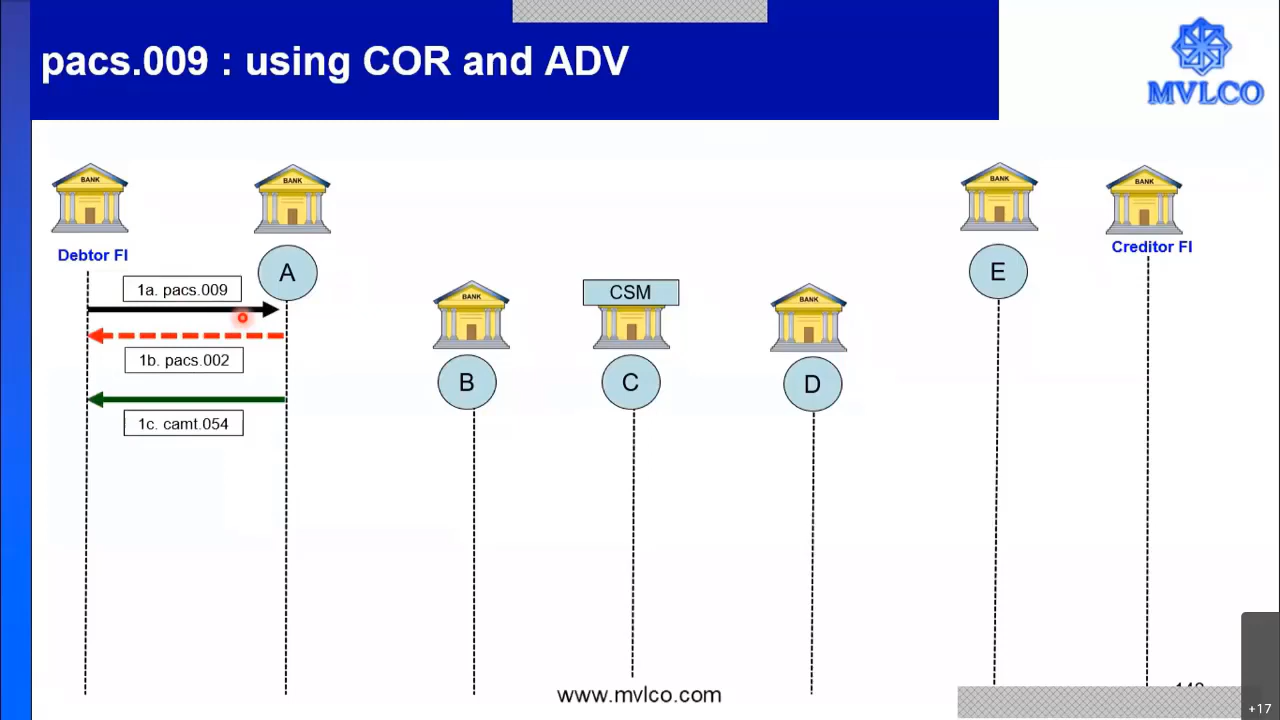 pacs.009 : using COR and ADV
MVLCO
BANK
BANK
BANK
BANK
Debtor FI
Creditor FI
A
E
1a. pacs.009
BANK
CSM
BANK
1b. pacs.002
B
C
D
1c. camt.054
www.mvlco.com
+17